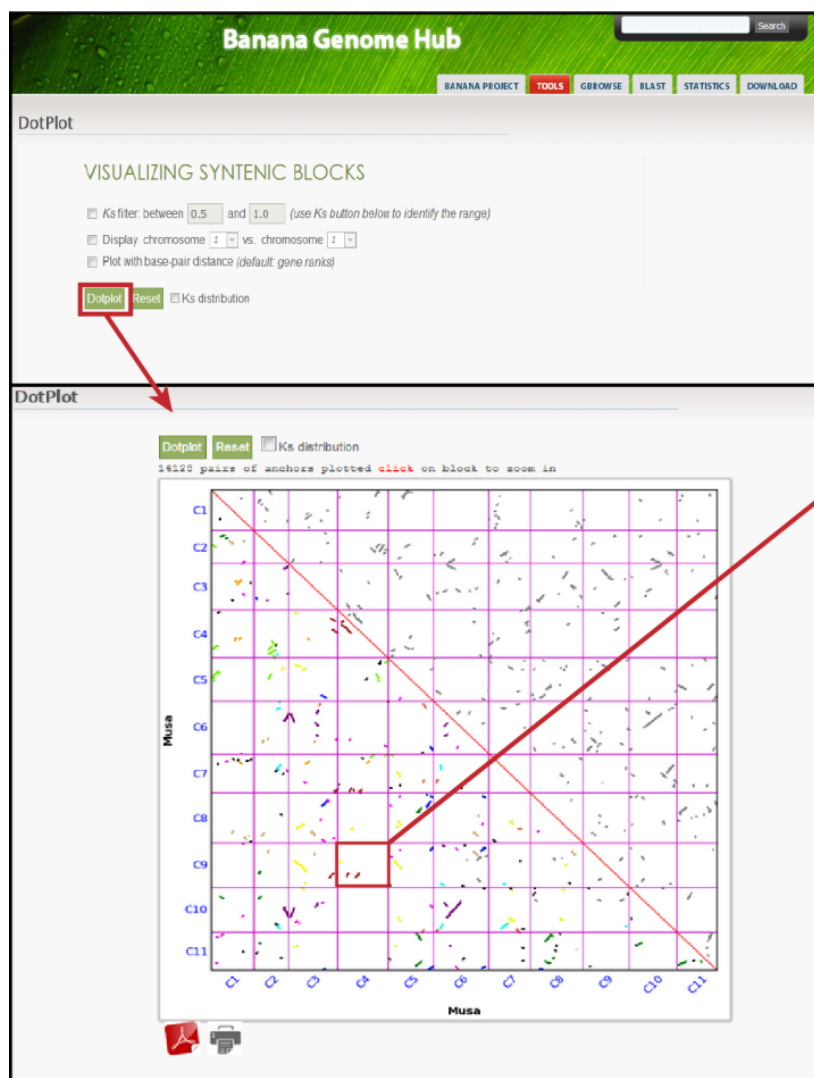 Banana Genome Hub
Search
BANANA PROJECT TOOLS GBROWSE BLAST STATISTICS DOWNLOAD
DotPlot
VISUALIZING SYNTENIC BLOCKS
Ks filter: between 0.5 and 1.0 (use Ks button below to identify the range)
Display chromosome 1 vs. chromosome 1
Plot with base-pair distance (default: gene ranks)
Dotplot Reset Ks distribution
DotPlot
Dotplot Reset Ks distribution
14128 pairs of anchors plotted click on block to zoom in
C1
C2
C3
C4
C5
C6
Musa
C7
C8
C9
C10
C11
C1 C2 C3 C4 C5 C6 C7 C8 C9 C10 C11
Musa